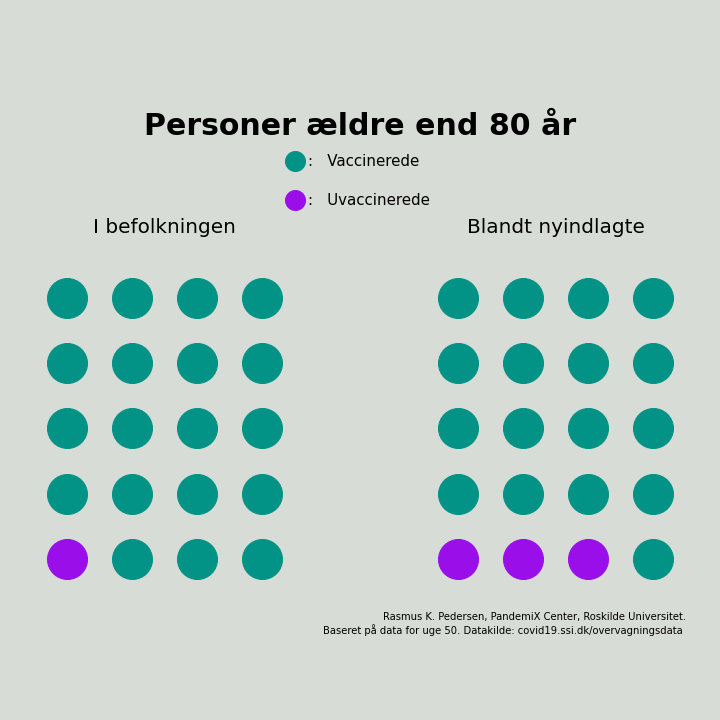 Personer ældre end 80 år
: Vaccinerede
: Uvaccinerede
I befolkningen
Blandt nyindlagte
Rasmus K. Pedersen, PandemiX Center, Roskilde Universitet.
Baseret på data for uge 50. Datakilde: covid19.ssi.dk/overvagningsdata